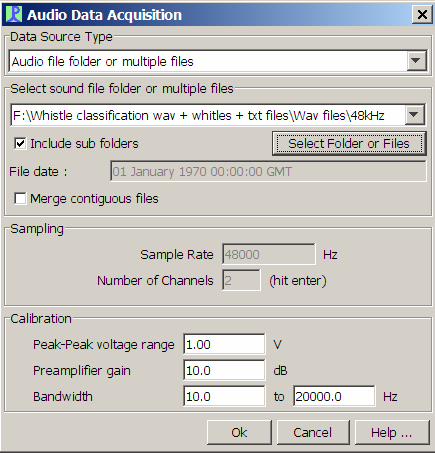 Audio Data Acquisition
Data Source Type
Audio file folder or multiple files
Select sound file folder or multiple files
F:\Whistle classification wav + whitles + txt files\Wav files\48kHz
Include sub folders
Select Folder or Files
File date : 01 January 1970 00:00:00 GMT
Merge contiguous files
Sampling
Sample Rate 48000 Hz
Number of Channels 2 (hit enter)
Calibration
Peak-Peak voltage range 1.00 V
Preamplifier gain 10.0 dB
Bandwidth 10.0 to 20000.0 Hz
Ok Cancel Help ...